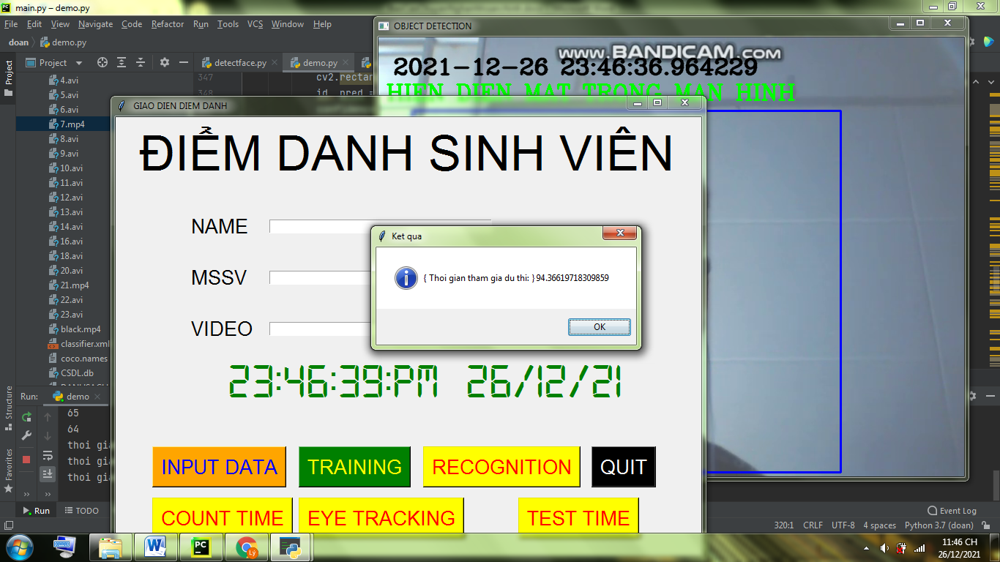 main.py – demo.py
File Edit View Navigate Code Refactor Run Tools VCS Window Help
doan demo.py
Project
Project
detectface.py
demo.py
4.avi
5.avi
6.avi
7.mp4
8.avi
9.avi
10.avi
11.avi
12.avi
13.avi
14.avi
16.avi
18.avi
20.avi
21.mp4
22.avi
23.avi
black.mp4
classifier.xml
coco.names
CSDL.db
347
cv2.rectan
348
id, pred =
OBJECT DETECTION
www.BANDICAM.com
2021-12-26 23:46:36.964229
HIEN DIEN MAT TRONG MAN HINH
GIAO DIEN DIEM DANH
ĐIỂM DANH SINH VIÊN
NAME
MSSV
VIDEO
Ket qua
{ Thoi gian tham gia du thi: } 94.36619718309859
OK
23:46:39:PM 26/12/21
INPUT DATA
TRAINING
RECOGNITION
QUIT
COUNT TIME
EYE TRACKING
TEST TIME
Structure
Favorites
Run: demo
65
64
thoi gia
thoi gia
thoi gia
Run
TODO
Event Log
320:1 CRLF UTF-8 4 spaces Python 3.7 (doan)
11:46 CH
26/12/2021